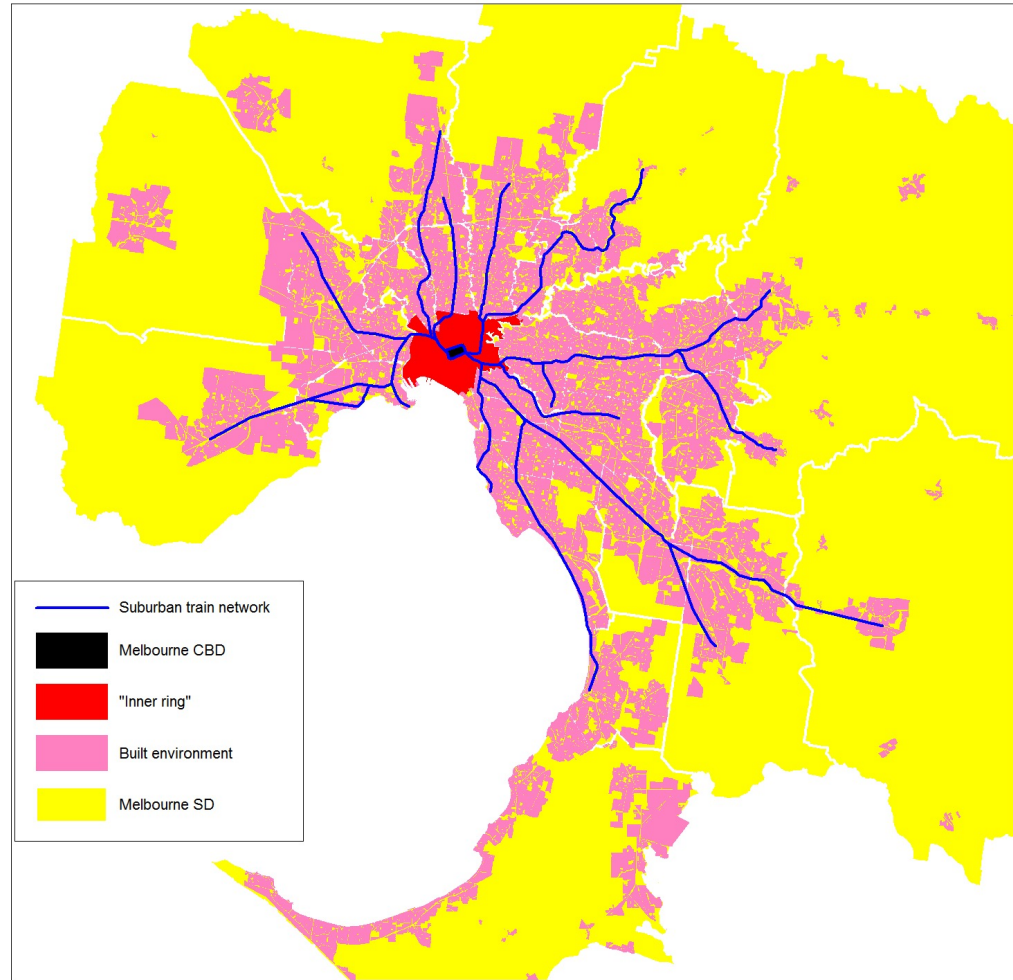 Suburban train network
Melbourne CBD
"Inner ring"
Built environment
Melbourne SD